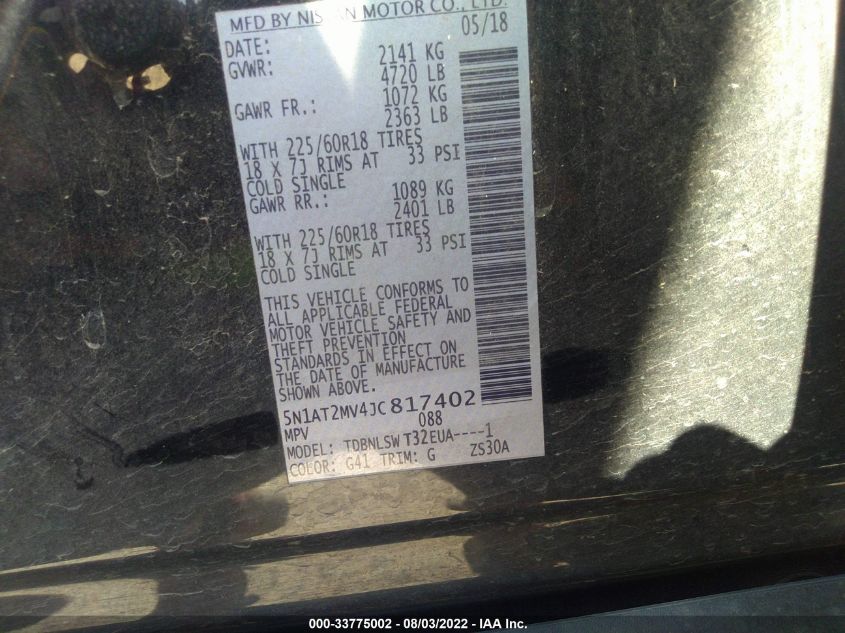 MFD BY NISSAN MOTOR CO., LTD.
DATE: 05/18
GVWR: 2141 KG
4720 LB
GAWR FR.: 1072 KG
2363 LB
WITH 225/60R18 TIRES
18 X 7J RIMS AT 33 PSI
COLD SINGLE
GAWR RR.: 1089 KG
2401 LB
WITH 225/60R18 TIRES
18 X 7J RIMS AT 33 PSI
COLD SINGLE
THIS VEHICLE CONFORMS TO
ALL APPLICABLE FEDERAL
MOTOR VEHICLE SAFETY AND
THEFT PREVENTION
STANDARDS IN EFFECT ON
THE DATE OF MANUFACTURE
SHOWN ABOVE.
5N1AT2MV4JC817402
MPV 088
MODEL: TDBNLSW T32EUA----1
COLOR: G41 TRIM: G ZS30A
000-33775002 - 08/03/2022 - IAA Inc.